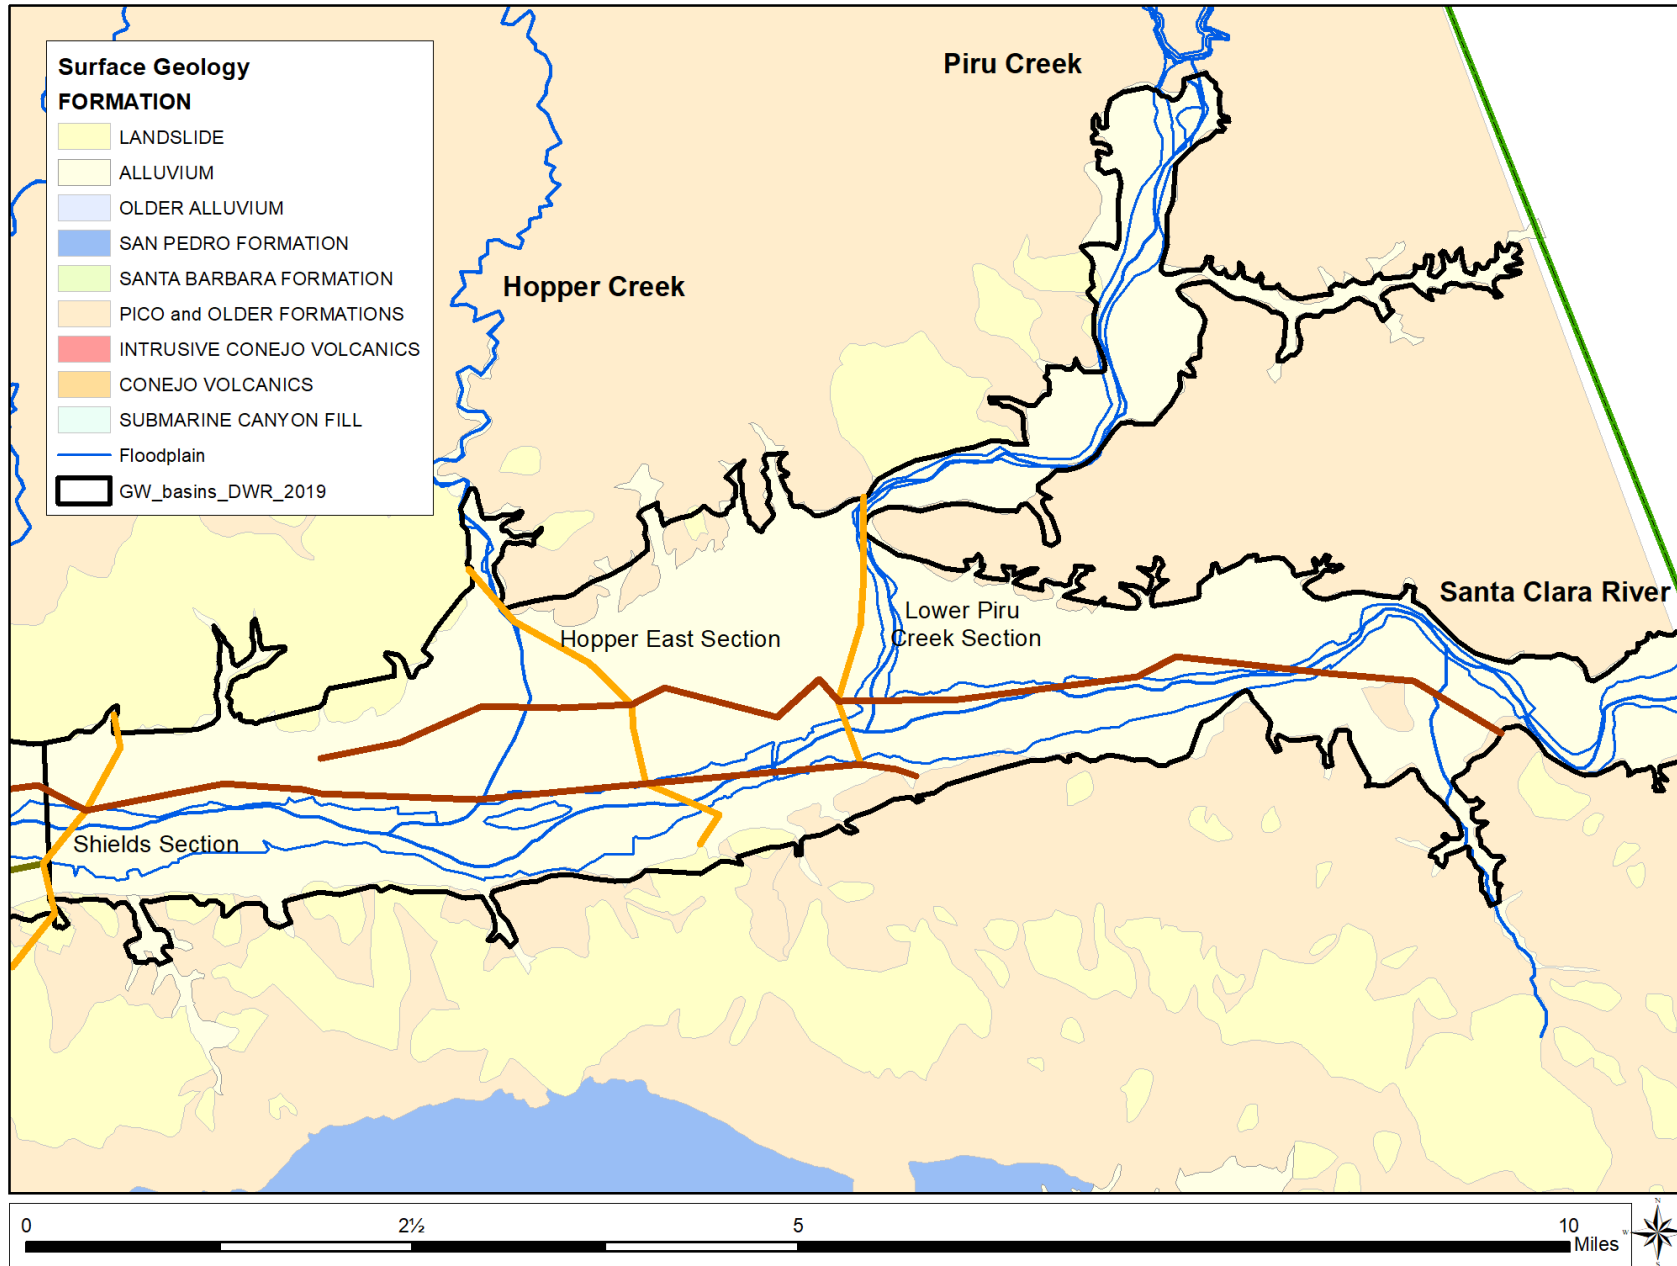 Surface Geology
FORMATION
LANDSLIDE
ALLUVIUM
OLDER ALLUVIUM
SAN PEDRO FORMATION
SANTA BARBARA FORMATION
PICO and OLDER FORMATIONS
INTRUSIVE CONEJO VOLCANICS
CONEJO VOLCANICS
SUBMARINE CANYON FILL
Floodplain
GW_basins_DWR_2019
Piru Creek
Hopper Creek
Santa Clara River
Lower Piru
Creek Section
Hopper East Section
Shields Section
0 2½ 5 10
Miles
N
W
S